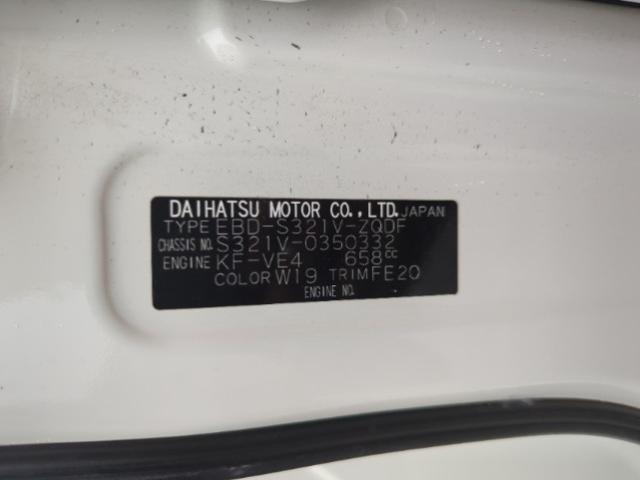 DAIHATSU MOTOR CO.,LTD. JAPAN
TYPE EBD-S321V-ZQDF
CHASSIS NO. S321V-0350332
ENGINE KF-VE4 658cc
COLOR W19 TRIM FE20
ENGINE NO.